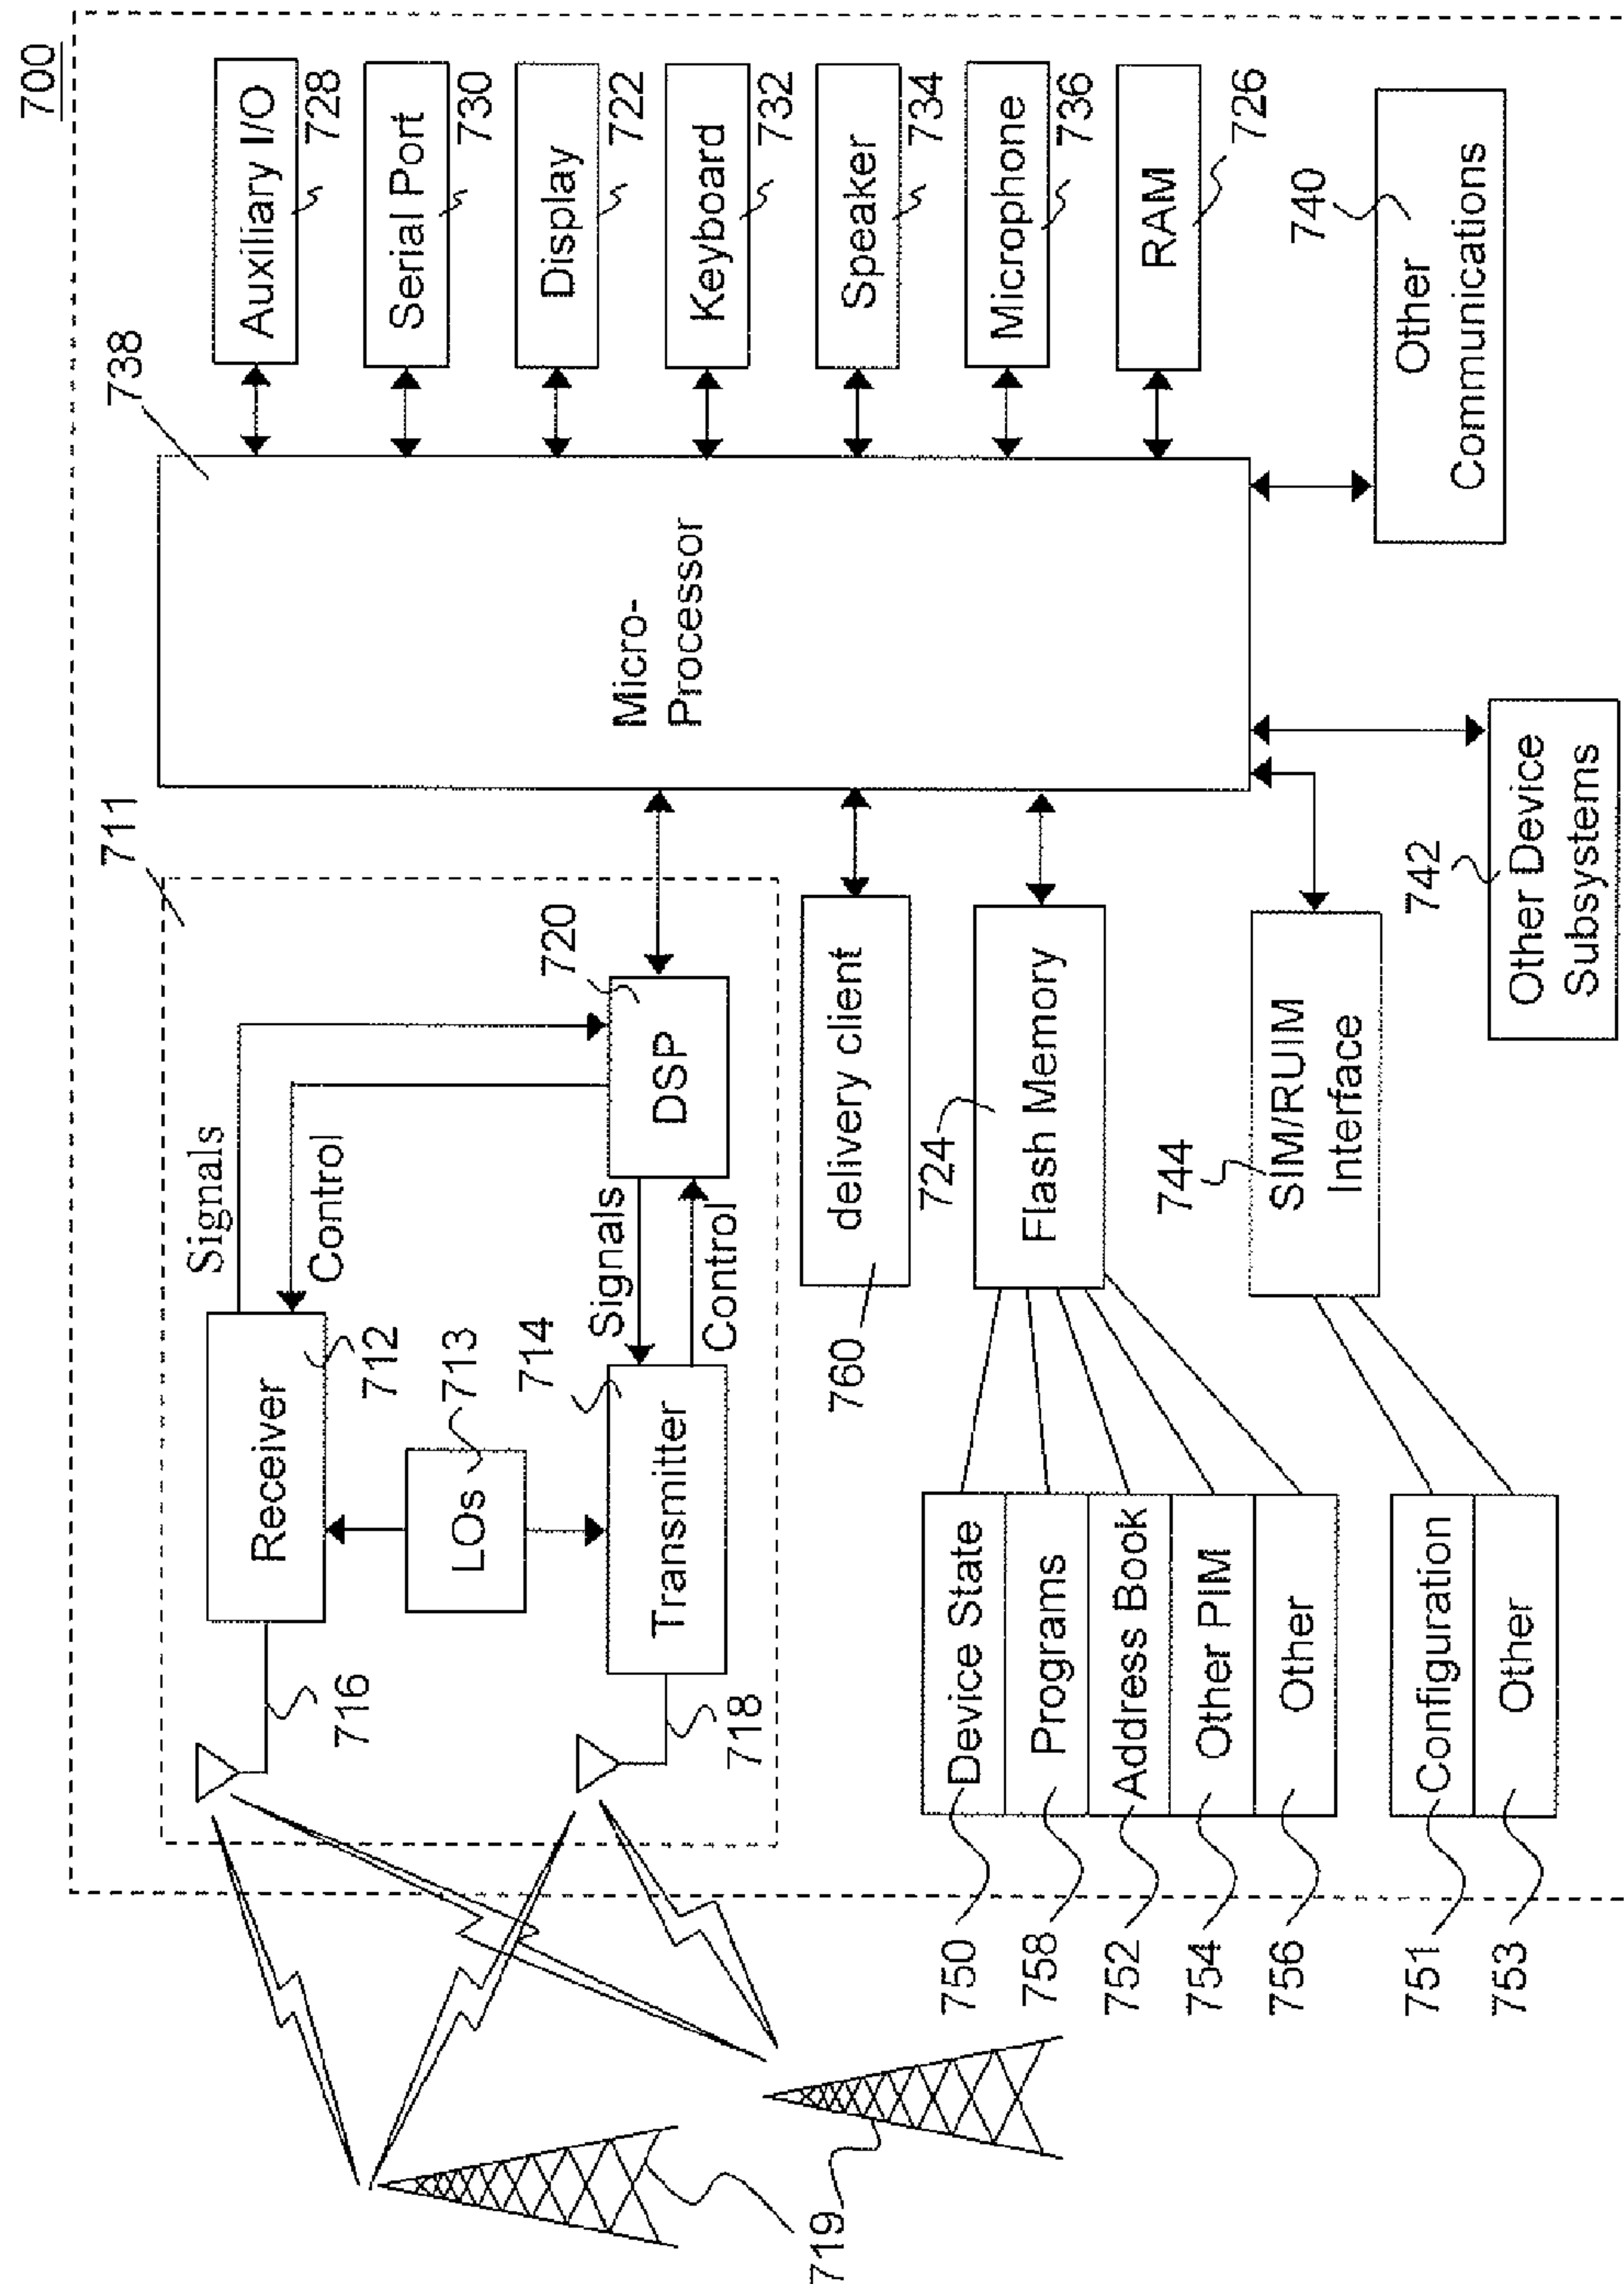 700
711
738
Signals
Control
Receiver
712
716
LOs
713
714
Signals
Control
720
DSP
Transmitter
718
719
Micro-
Processor
Auxiliary I/O
728
Serial Port
730
Display
722
Keyboard
732
Speaker
734
Microphone
736
RAM
726
delivery client
760
724
Flash Memory
Device State
Programs
Address Book
Other PIM
Other
750
758
752
754
756
744
SIM/RUIM
Interface
Configuration
Other
751
753
742
Other Device
Subsystems
740
Other
Communications